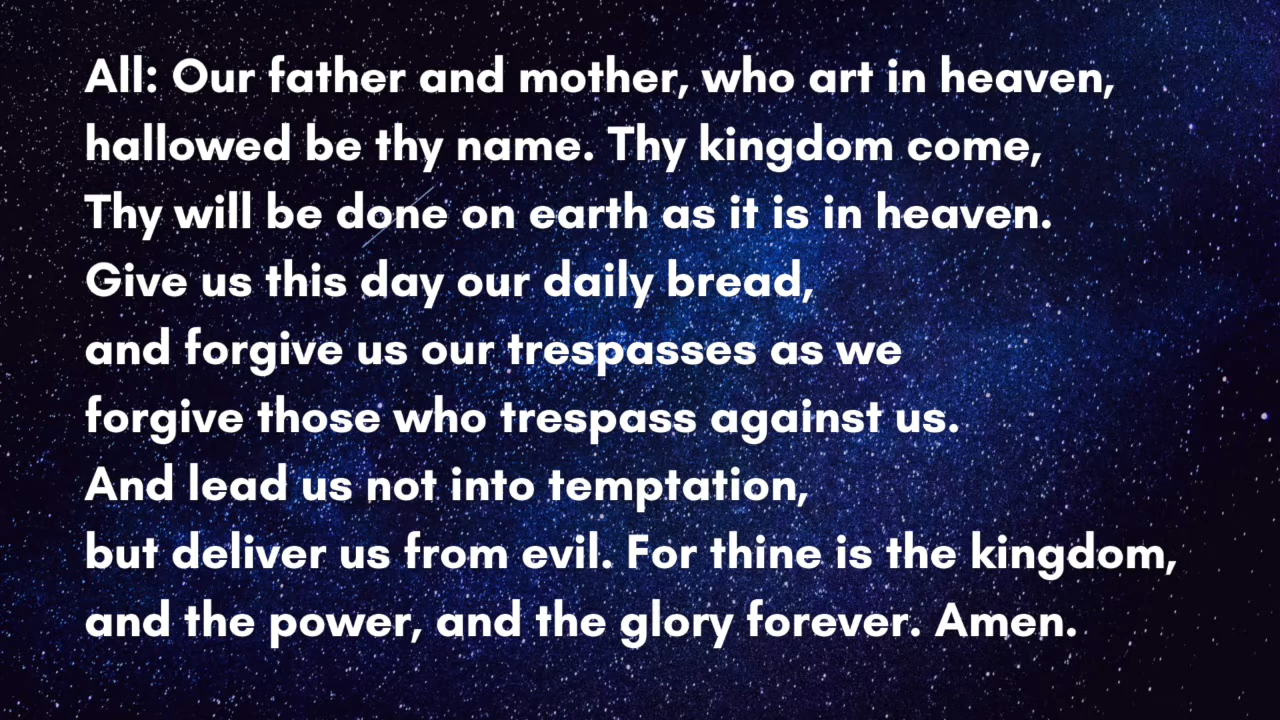 All: Our father and mother, who art in heaven,
hallowed be thy name. Thy kingdom come,
Thy will be done on earth as it is in heaven.
Give us this day our daily bread,
and forgive us our trespasses as we
forgive those who trespass against us.
And lead us not into temptation,
but deliver us from evil. For thine is the kingdom,
and the power, and the glory forever. Amen.